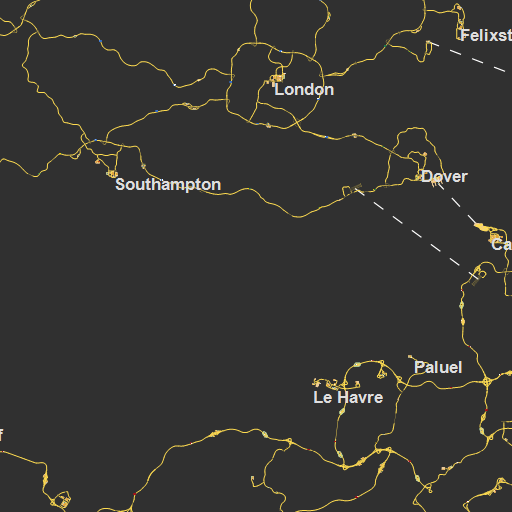 Felixst
London
Dover
Southampton
Ca
Paluel
Le Havre
f